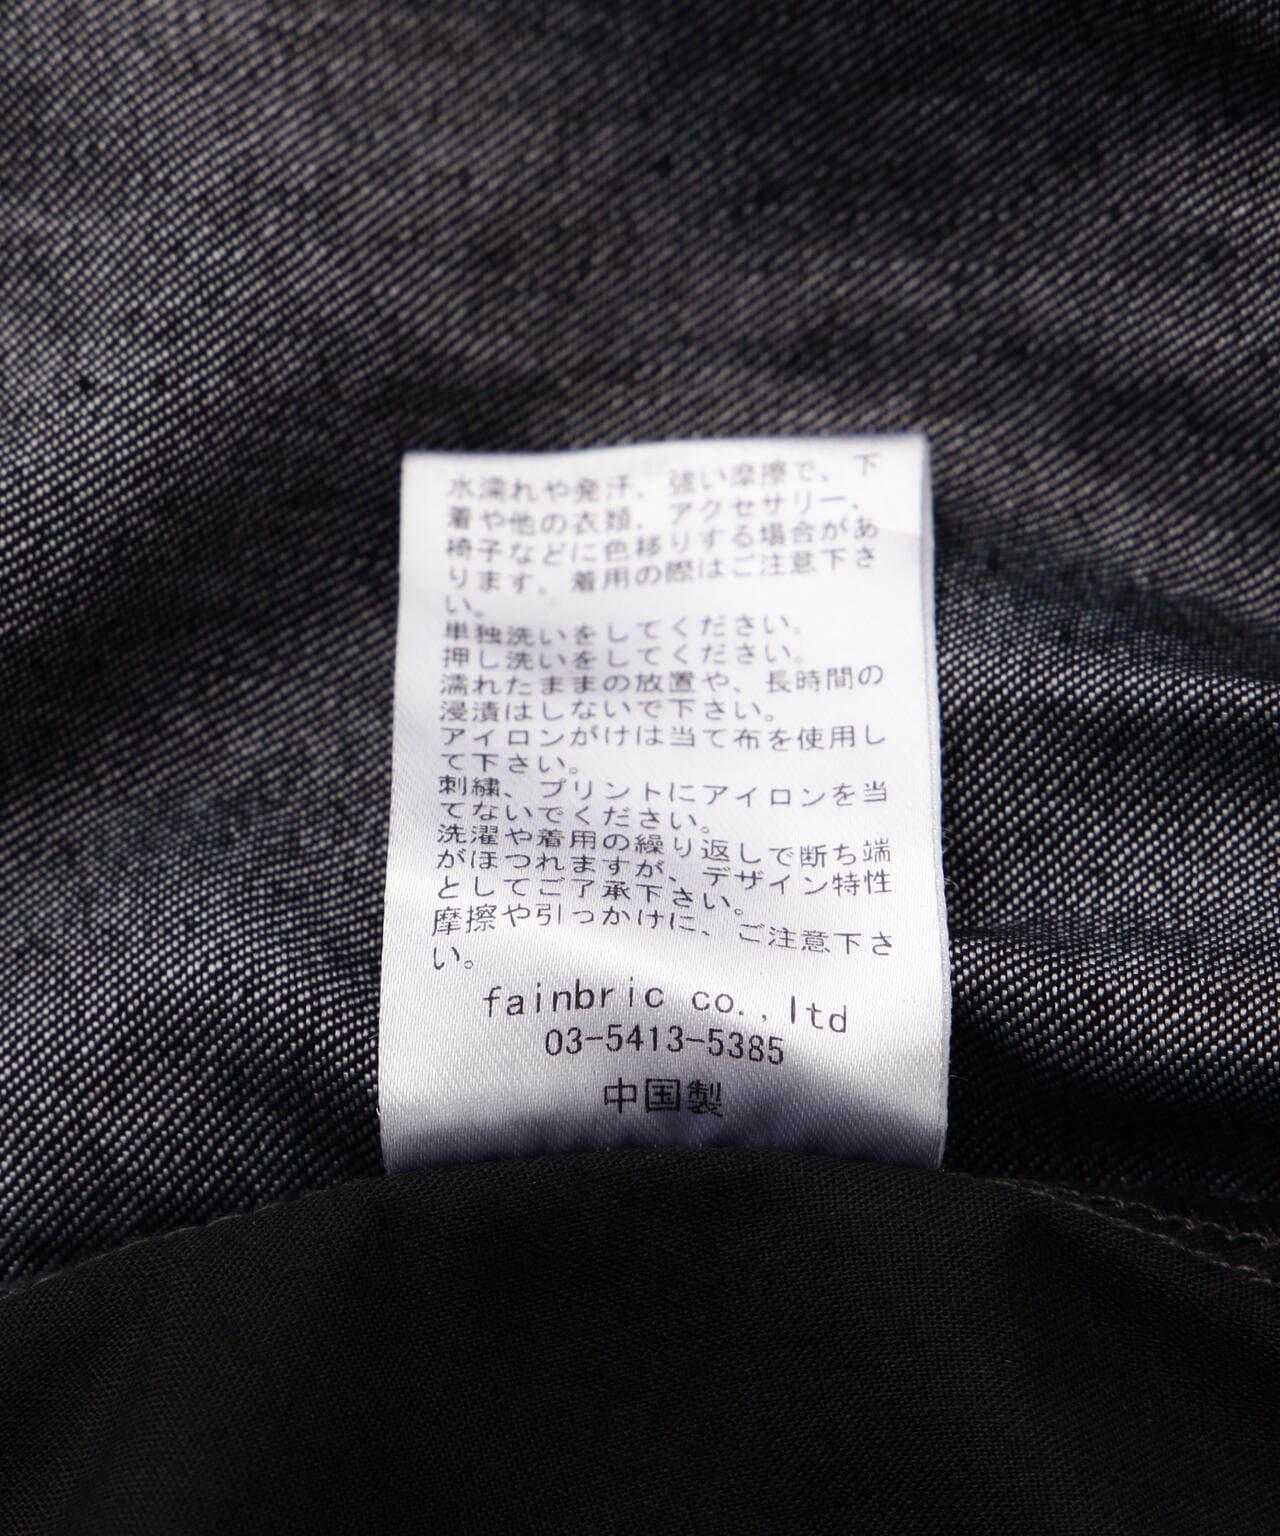 水濡れや発汗、強い摩擦で、下
着や他の衣類、アクセサリー、
椅子などに色移りする場合があ
ります。着用の際はご注意下さ
い。
単独洗いをしてください。
押し洗いをしてください。
濡れたままの放置や、長時間の
浸漬はしないで下さい。
アイロンがけは当て布を使用し
て下さい。
刺繍、プリントにアイロンを当
てないでください。
洗濯や着用の繰り返しで断ち端
がほつれますが、デザイン特性
としてご了承下さい。
摩擦や引っかけに、ご注意下さ
い。
fainbric co.,ltd
03-5413-5385
中国製